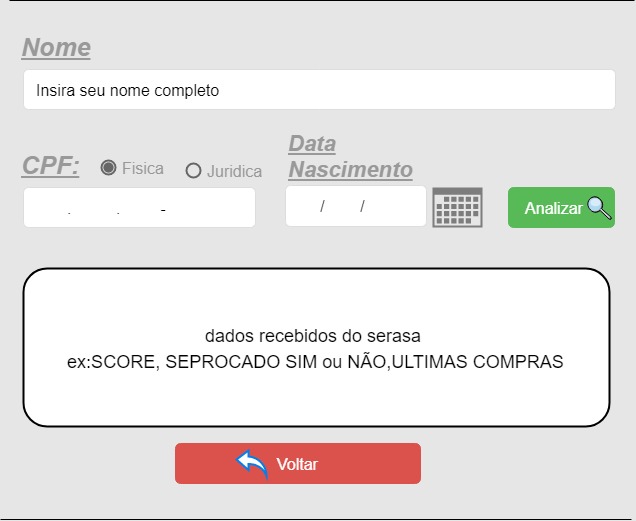 Nome
Insira seu nome completo
CPF: Fisica Juridica
Data
Nascimento
. . -
/ /
Analizar
dados recebidos do serasa
ex:SCORE, SEPROCADO SIM ou NÃO,ULTIMAS COMPRAS
Voltar